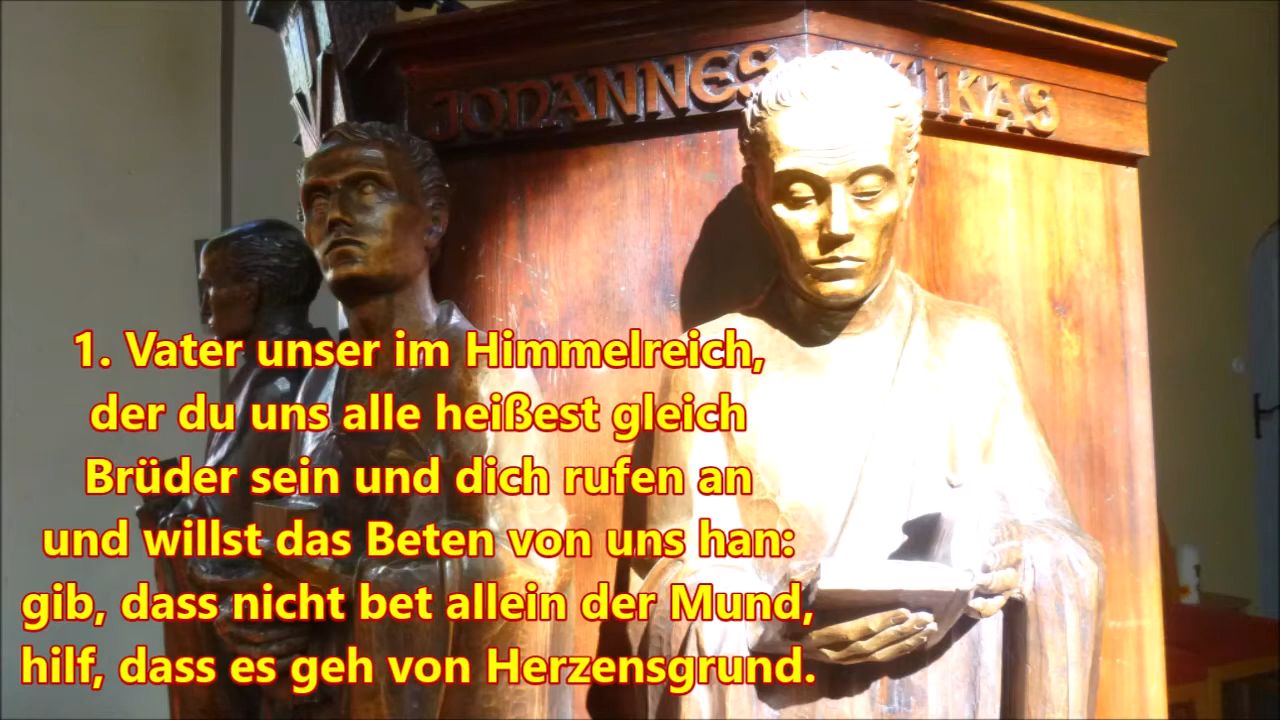 JOHANNES
1. Vater unser im Himmelreich,
der du uns alle heißest gleich
Brüder sein und dich rufen an
und willst das Beten von uns han:
gib, dass nicht bet allein der Mund,
hilf, dass es geh von Herzensgrund.